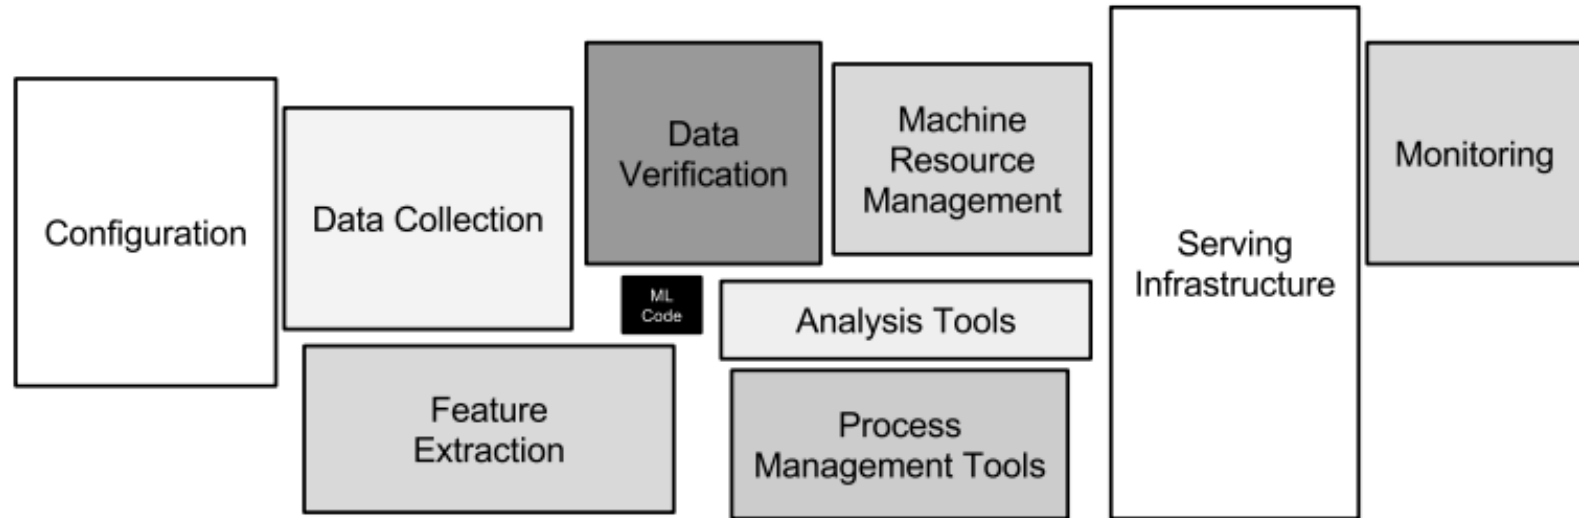 Configuration
Data Collection
Feature
Extraction
Data
Verification
ML
Code
Machine
Resource
Management
Analysis Tools
Process
Management Tools
Serving
Infrastructure
Monitoring